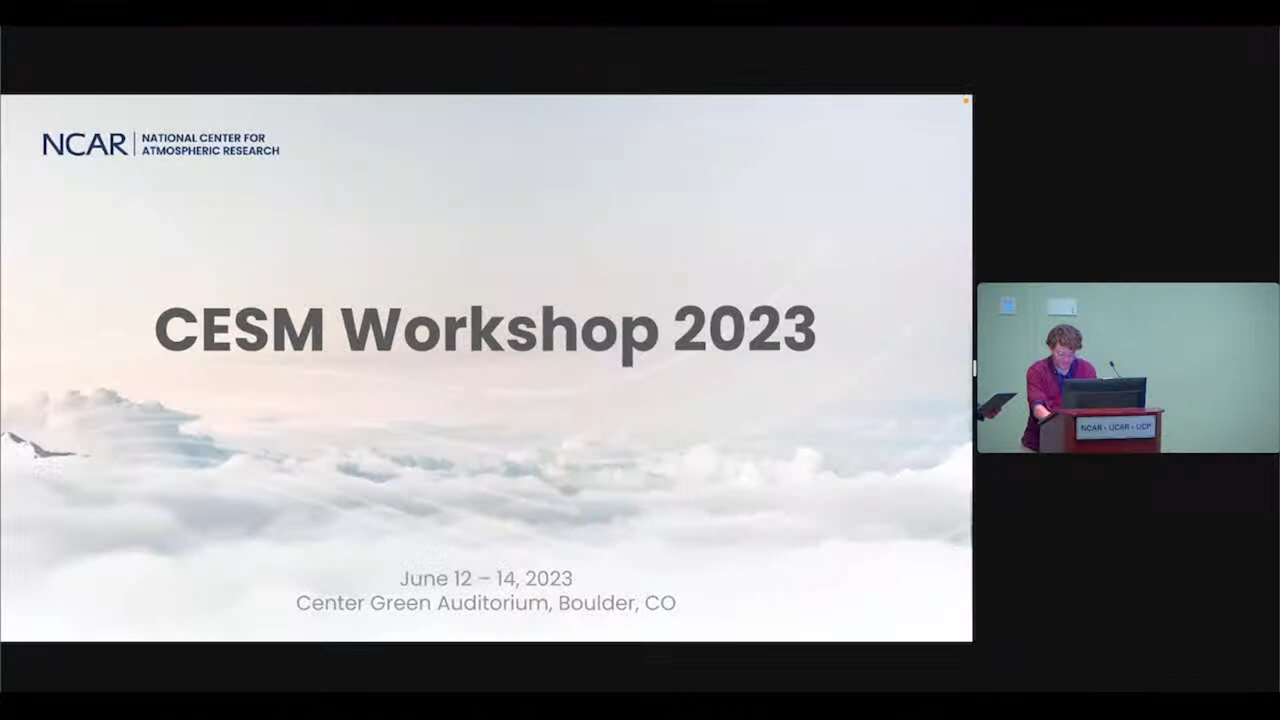 NCAR
NATIONAL CENTER FOR
ATMOSPHERIC RESEARCH
CESM Workshop 2023
June 12 – 14, 2023
Center Green Auditorium, Boulder, CO
NCAR • UCAR • UCP